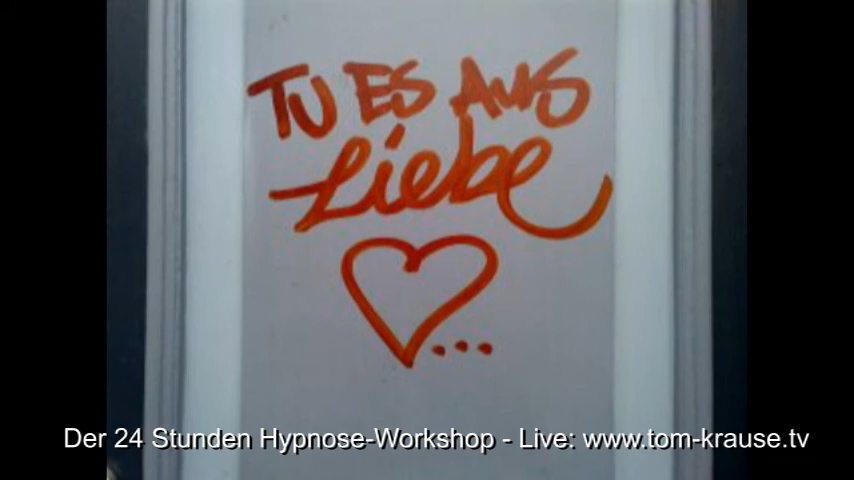 TU ES AUS
Liebe
...
Der 24 Stunden Hypnose-Workshop - Live: www.tom-krause.tv